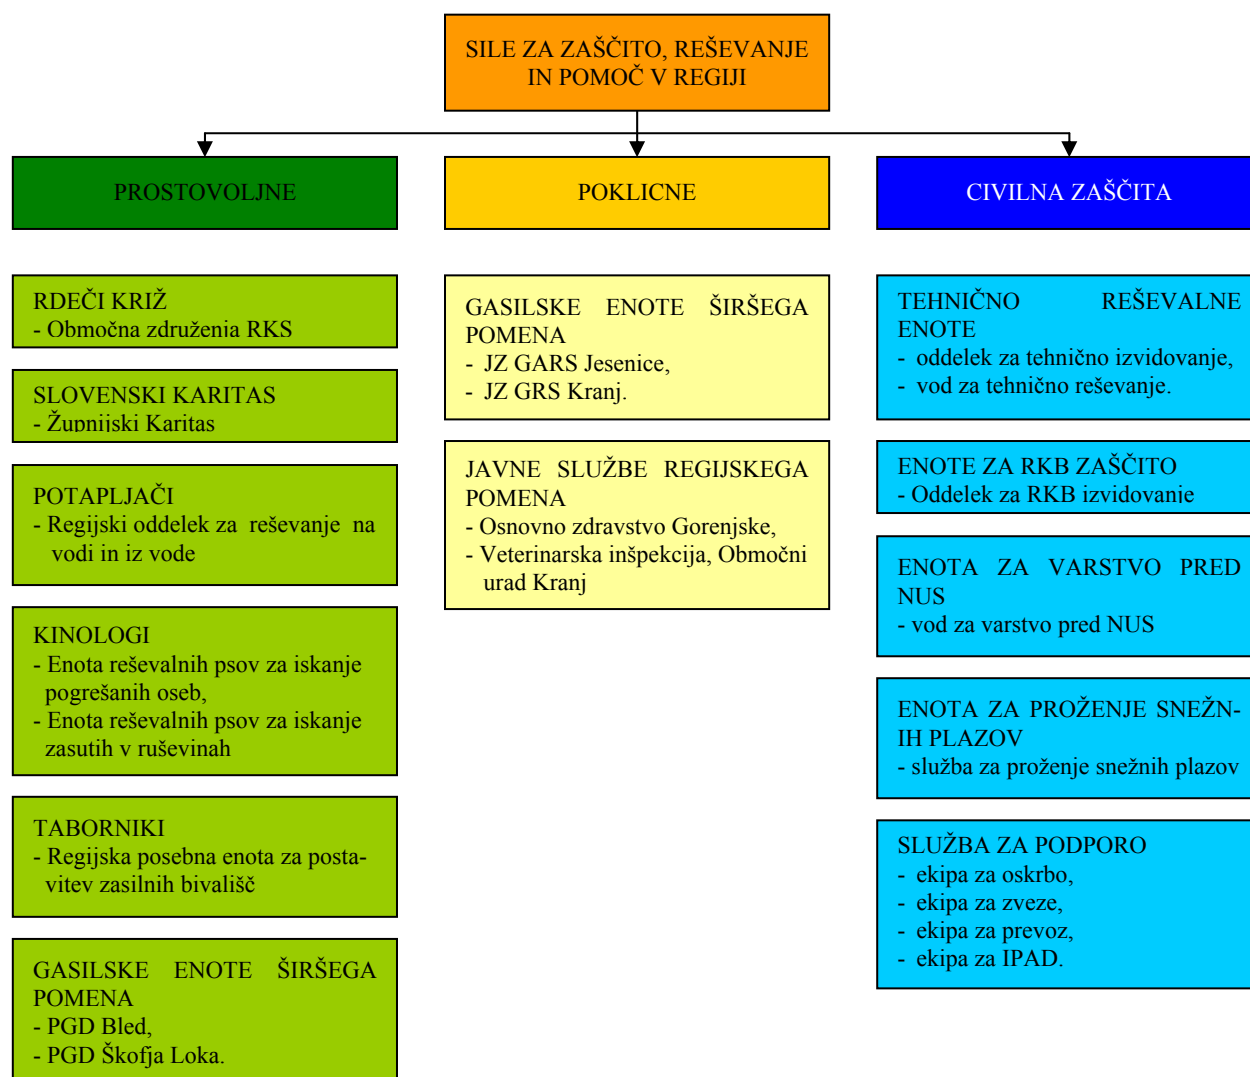 SILE ZA ZAŠČITO, REŠEVANJE
IN POMOČ V REGIJI
PROSTOVOLJNE
POKLICNE
CIVILNA ZAŠČITA
RDEČI KRIŽ
- Območna združenja RKS
SLOVENSKI KARITAS
- Župnijski Karitas
POTAPLJAČI
- Regijski oddelek za reševanje na
vodi in iz vode
KINOLOGI
- Enota reševalnih psov za iskanje
pogrešanih oseb,
- Enota reševalnih psov za iskanje
zasutih v ruševinah
TABORNIKI
- Regijska posebna enota za posta-
vitev zasilnih bivališč
GASILSKE ENOTE ŠIRŠEGA
POMENA
- PGD Bled,
- PGD Škofja Loka.
GASILSKE ENOTE ŠIRŠEGA
POMENA
- JZ GARS Jesenice,
- JZ GRS Kranj.
JAVNE SLUŽBE REGIJSKEGA
POMENA
- Osnovno zdravstvo Gorenjske,
- Veterinarska inšpekcija, Območni
urad Kranj
TEHNIČNO REŠEVALNE
ENOTE
- oddelek za tehnično izvidovanje,
- vod za tehnično reševanje.
ENOTE ZA RKB ZAŠČITO
- Oddelek za RKB izvidovanje
ENOTA ZA VARSTVO PRED
NUS
- vod za varstvo pred NUS
ENOTA ZA PROŽENJE SNEŽN-
IH PLAZOV
- služba za proženje snežnih plazov
SLUŽBA ZA PODPORO
- ekipa za oskrbo,
- ekipa za zveze,
- ekipa za prevoz,
- ekipa za IPAD.